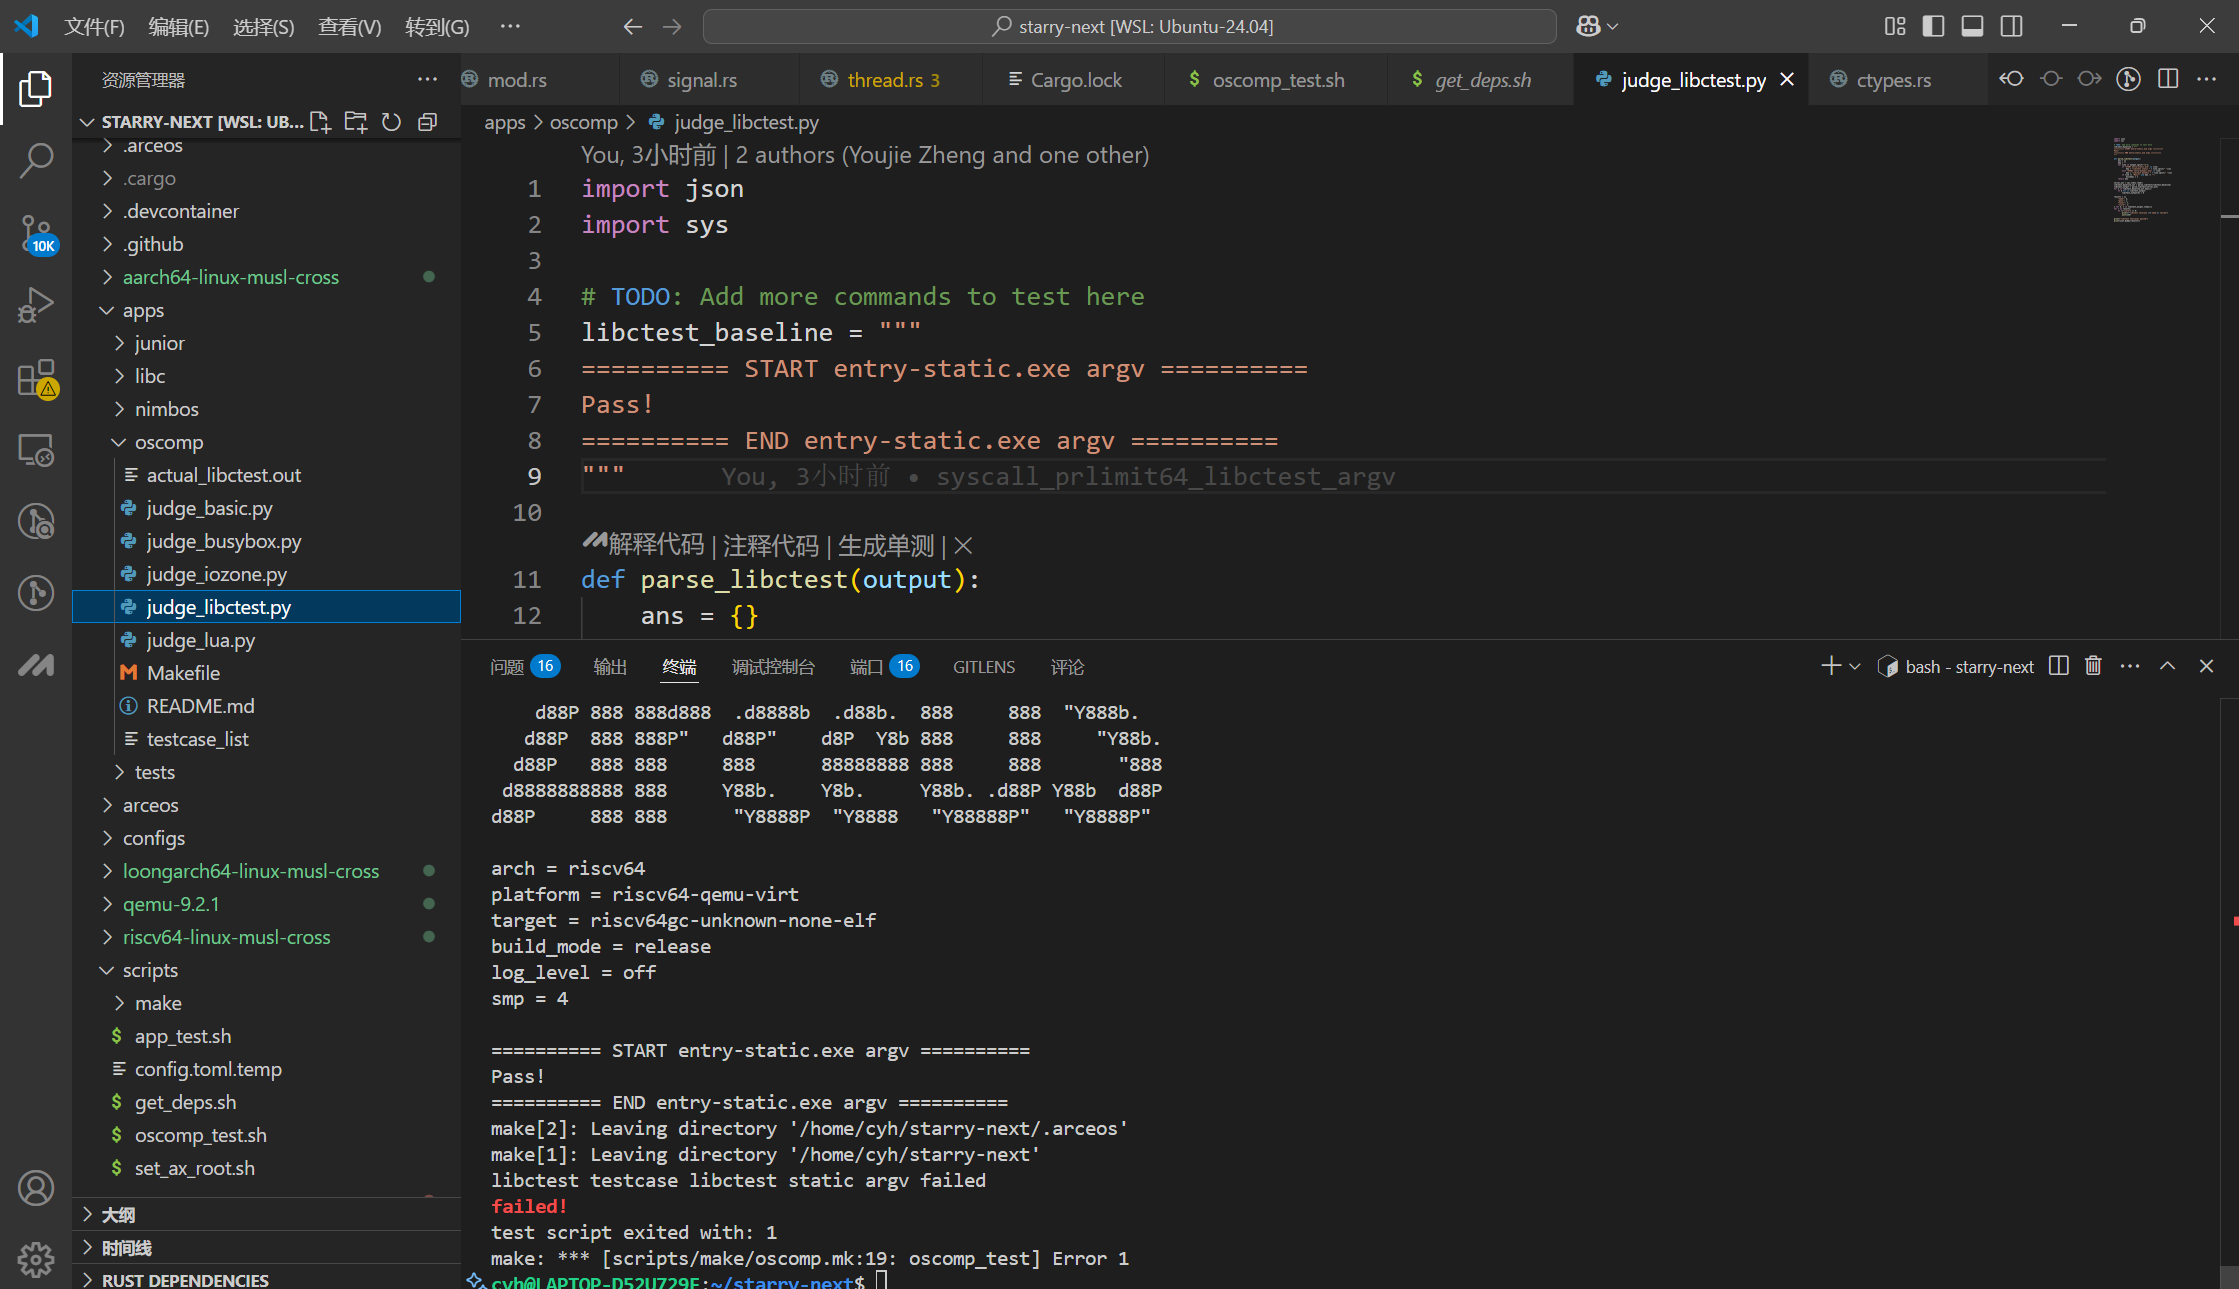 文件(F) 编辑(E) 选择(S) 查看(V) 转到(G) ··· starry-next [WSL: Ubuntu-24.04]
资源管理器 ···
STARRY-NEXT [WSL: UB...
.arceos
.cargo
.devcontainer
.github
aarch64-linux-musl-cross
apps
junior
libc
nimbos
oscomp
actual_libctest.out
judge_basic.py
judge_busybox.py
judge_iozone.py
judge_libctest.py
judge_lua.py
Makefile
README.md
testcase_list
tests
arceos
configs
loongarch64-linux-musl-cross
qemu-9.2.1
riscv64-linux-musl-cross
scripts
make
app_test.sh
config.toml.temp
get_deps.sh
oscomp_test.sh
set_ax_root.sh
大纲
时间线
RUST DEPENDENCIES
10K
mod.rs signal.rs thread.rs 3 Cargo.lock $ oscomp_test.sh $ get_deps.sh judge_libctest.py ctypes.rs
apps > oscomp > judge_libctest.py
You, 3小时前 | 2 authors (Youjie Zheng and one other)
1 import json
2 import sys
3
4 # TODO: Add more commands to test here
5 libctest_baseline = """
6 ========== START entry-static.exe argv ==========
7 Pass!
8 ========== END entry-static.exe argv ==========
9 """ You, 3小时前 • syscall_prlimit64_libctest_argv
10
解释代码 | 注释代码 | 生成单测 |
11 def parse_libctest(output):
12 ans = {}
问题 16 输出 终端 调试控制台 端口 16 GITLENS 评论 bash - starry-next
d88P 888 888d888  .d8888b  .d88b.  888     888  "Y888b.
d88P  888 888P"   d88P"    d8P  Y8b 888     888     "Y88b.
d88P   888 888     888      88888888 888     888       "888
d8888888888 888     Y88b.    Y8b.     Y88b. .d88P Y88b  d88P
d88P     888 888      "Y8888P  "Y8888   "Y88888P"   "Y8888P"
arch = riscv64
platform = riscv64-qemu-virt
target = riscv64gc-unknown-none-elf
build_mode = release
log_level = off
smp = 4
========== START entry-static.exe argv ==========
Pass!
========== END entry-static.exe argv ==========
make[2]: Leaving directory '/home/cyh/starry-next/.arceos'
make[1]: Leaving directory '/home/cyh/starry-next'
libctest testcase libctest static argv failed
failed!
test script exited with: 1
make: *** [scripts/make/oscomp.mk:19: oscomp_test] Error 1
cyh@LAPTOP-D52U729E:~/starry-next$